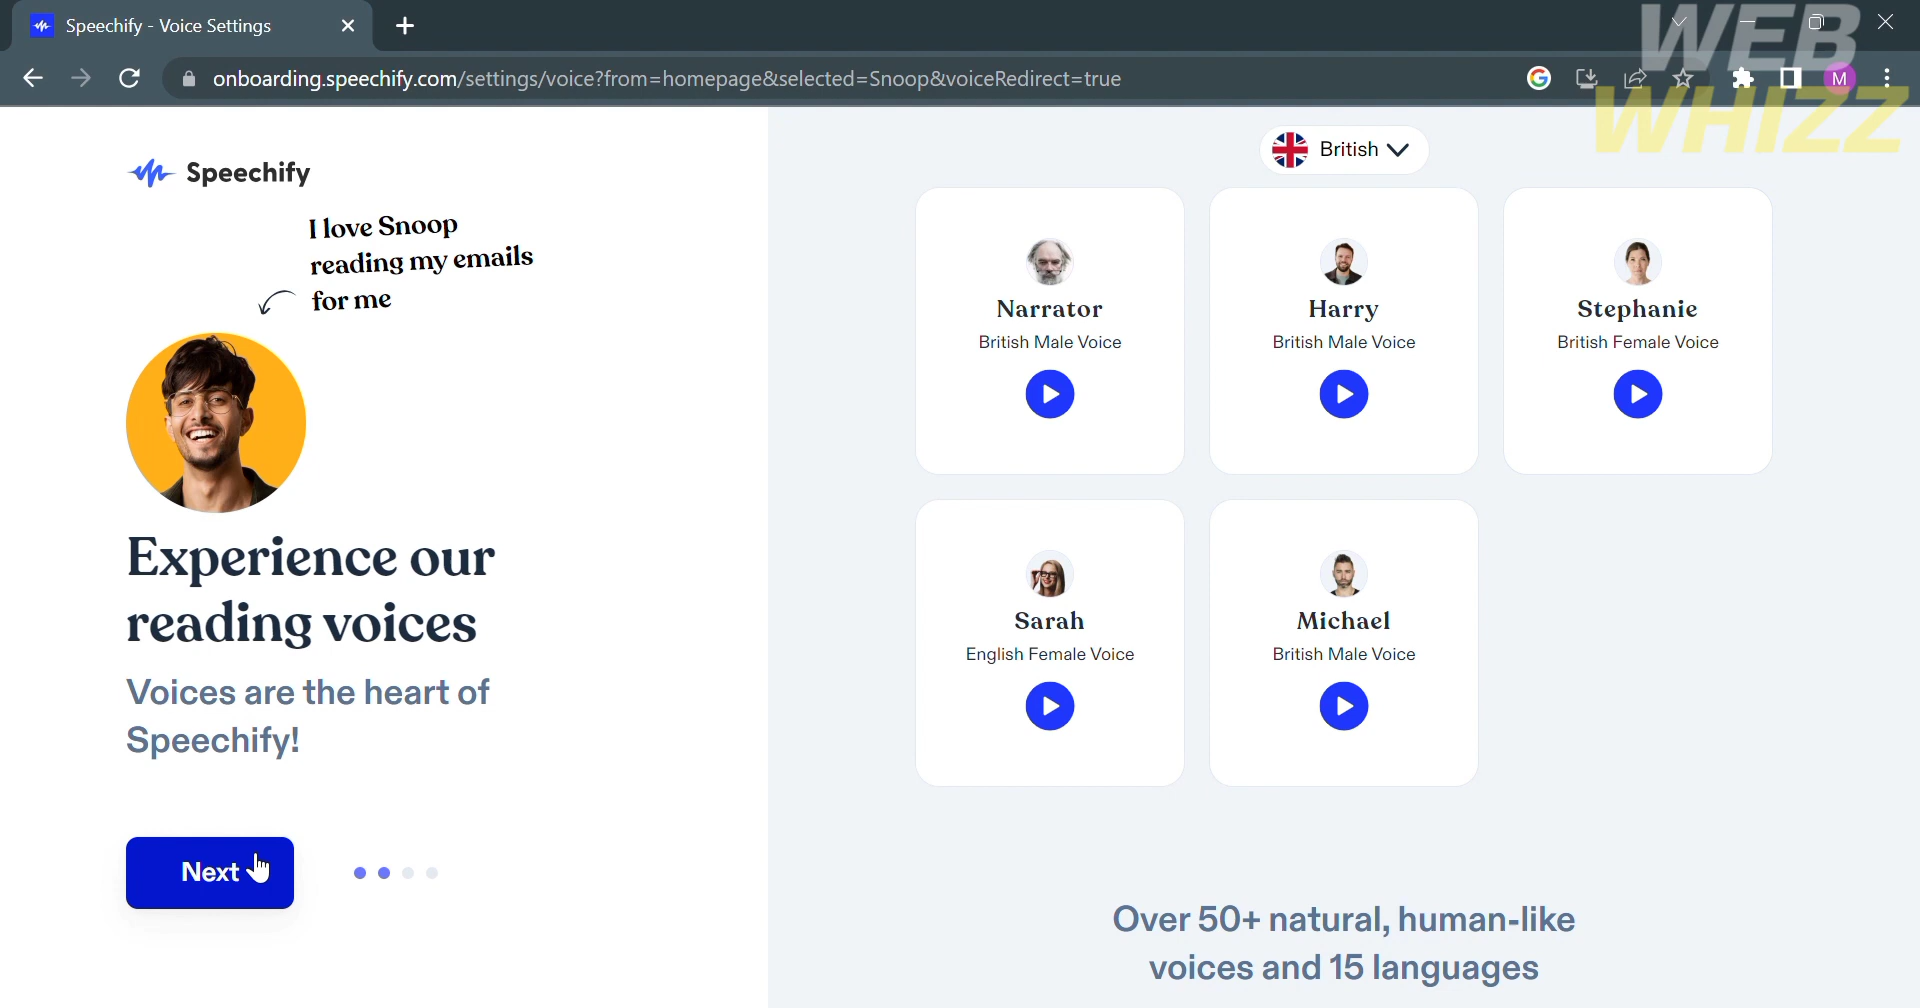 Speechify - Voice Settings
onboarding.speechify.com/settings/voice?from=homepage&selected=Snoop&voiceRedirect=true
M
WEB
WHIZZ
Speechify
I love Snoop
reading my emails
for me
Experience our
reading voices
Voices are the heart of
Speechify!
Next
British
Narrator
British Male Voice
Harry
British Male Voice
Stephanie
British Female Voice
Sarah
English Female Voice
Michael
British Male Voice
Over 50+ natural, human-like
voices and 15 languages